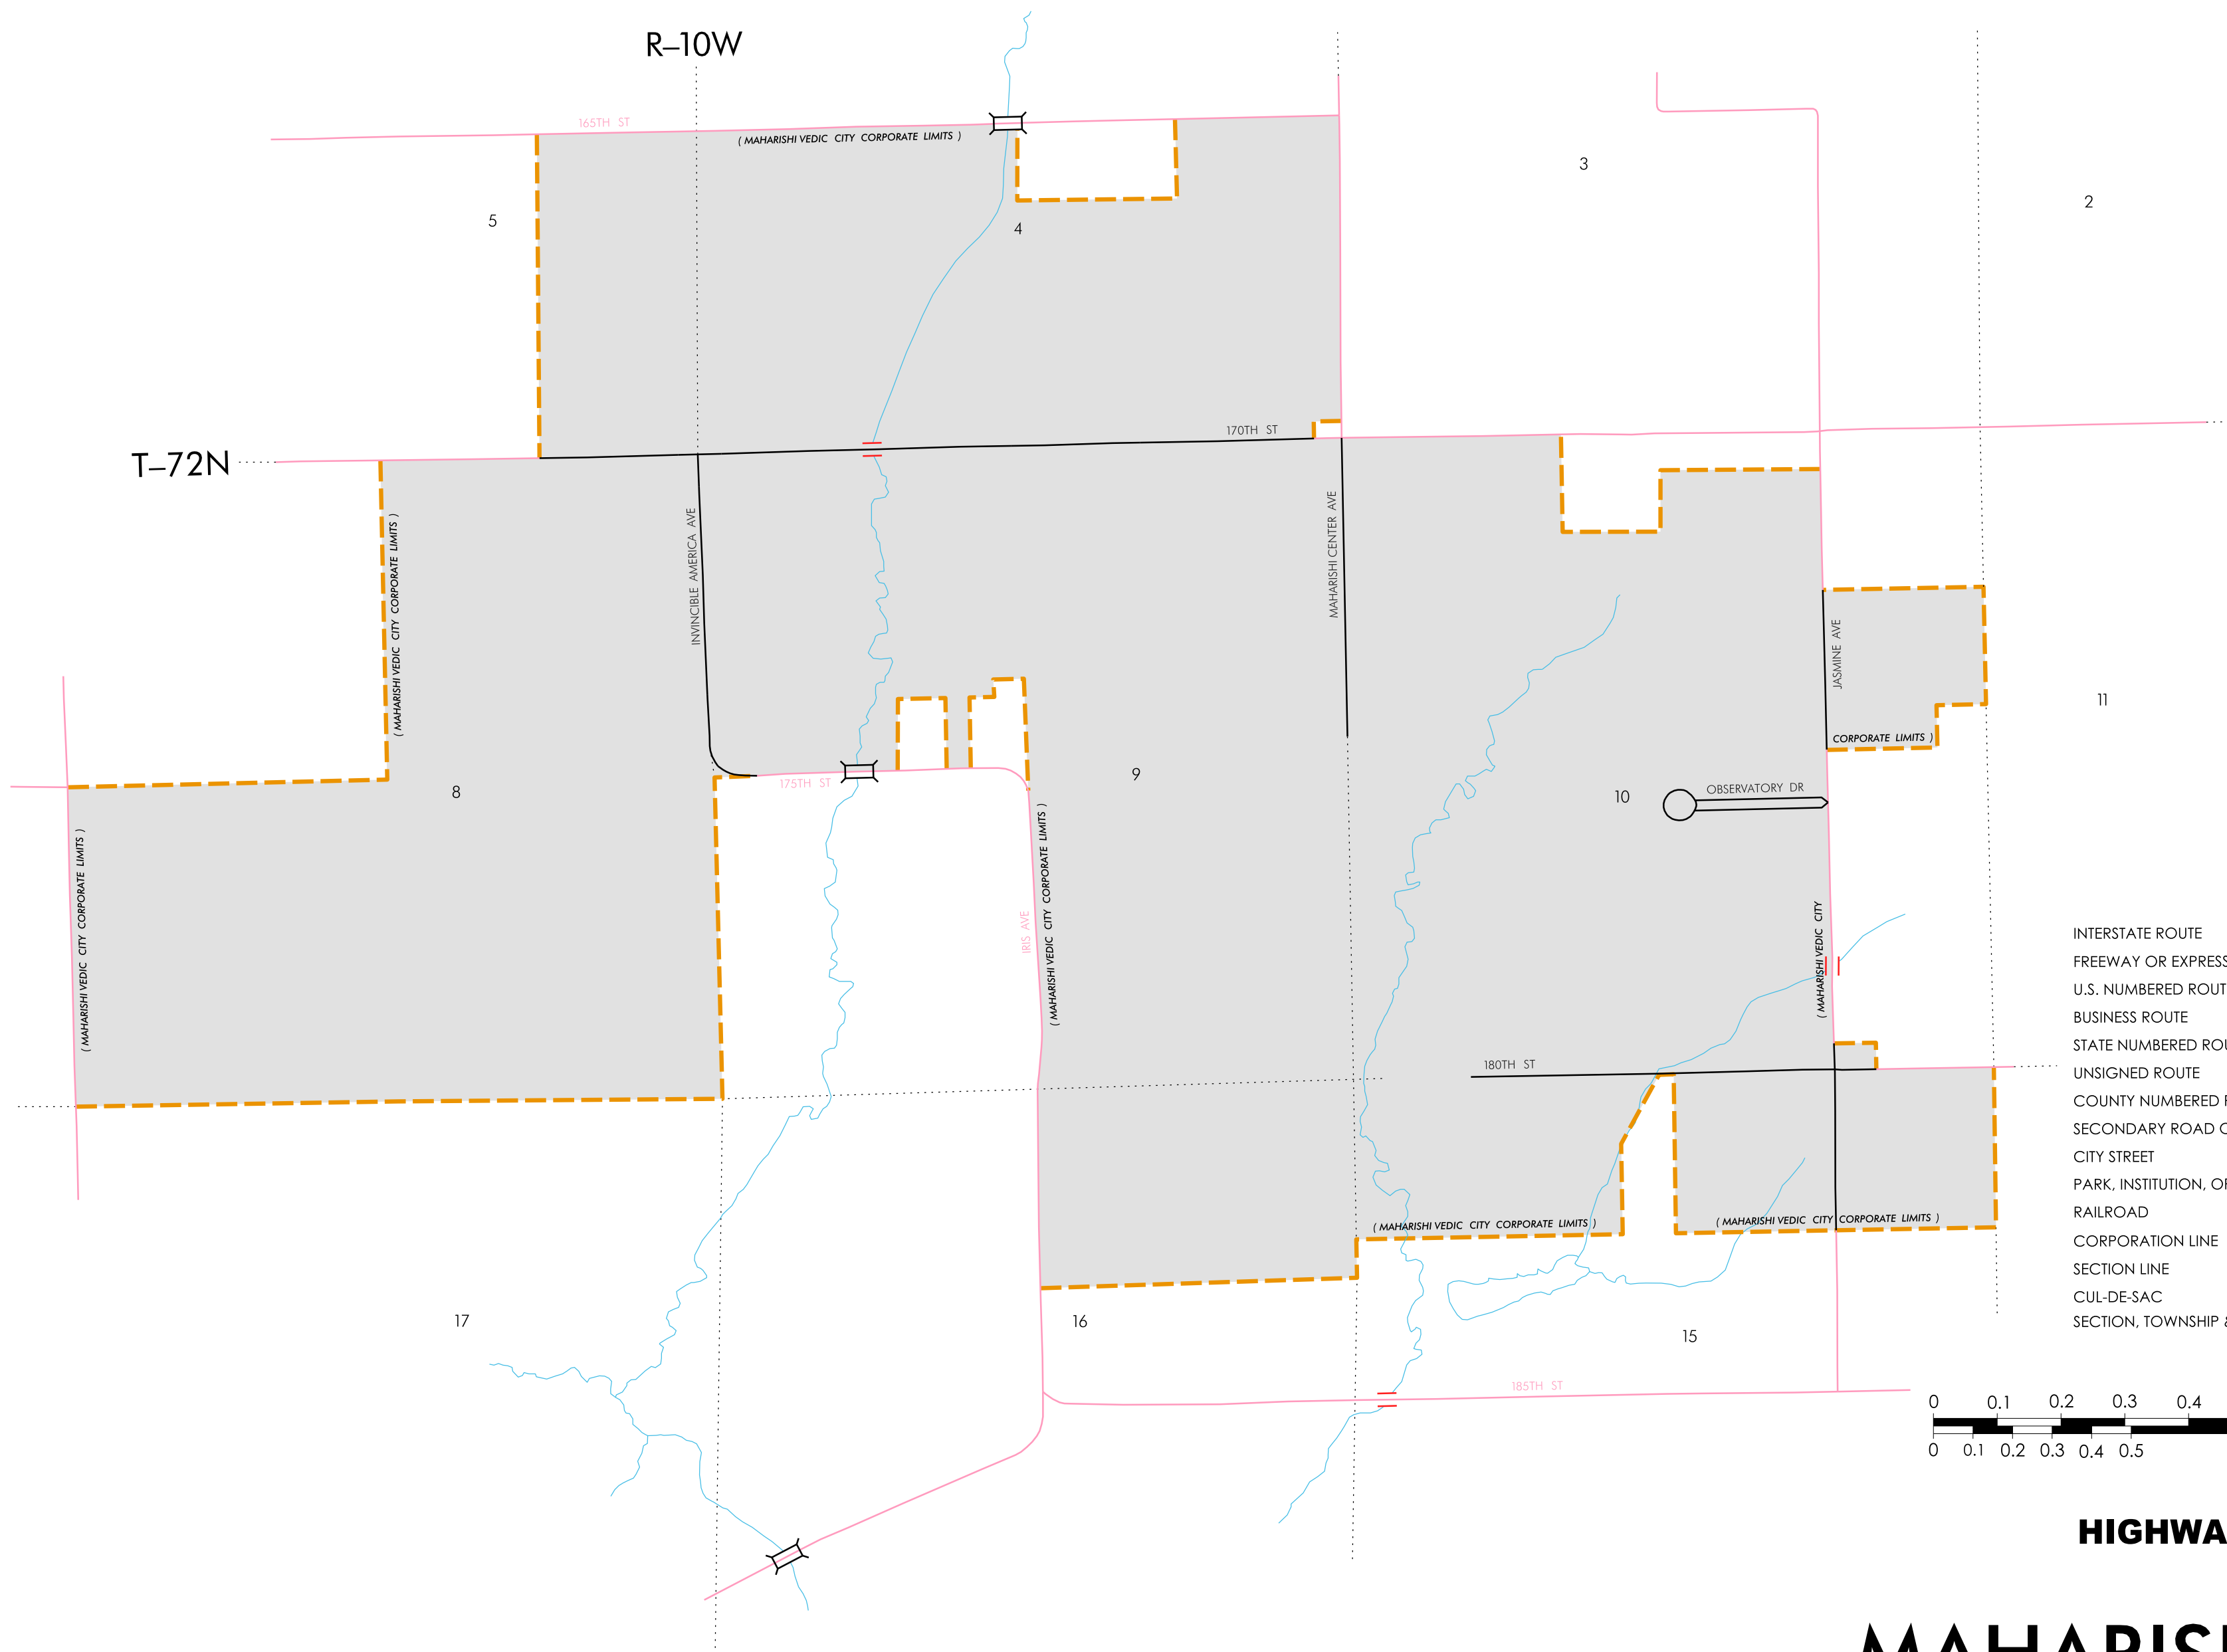 R–10W
165TH ST
( MAHARISHI VEDIC CITY CORPORATE LIMITS )
3
2
5
4
170TH ST
T–72N
( MAHARISHI VEDIC CITY CORPORATE LIMITS )
INVINCIBLE AMERICA AVE
MAHARISHI CENTER AVE
JASMINE AVE
11
CORPORATE LIMITS )
175TH ST
9
8
10
OBSERVATORY DR
( MAHARISHI VEDIC CITY CORPORATE LIMITS )
IRIS AVE
( MAHARISHI VEDIC CITY CORPORATE LIMITS )
( MAHARISHI VEDIC CITY
180TH ST
( MAHARISHI VEDIC CITY CORPORATE LIMITS )
( MAHARISHI VEDIC CITY CORPORATE LIMITS )
17
16
15
185TH ST
INTERSTATE ROUTE
FREEWAY OR EXPRESS
U.S. NUMBERED ROUT
BUSINESS ROUTE
STATE NUMBERED ROU
UNSIGNED ROUTE
COUNTY NUMBERED
SECONDARY ROAD
CITY STREET
PARK, INSTITUTION,
RAILROAD
CORPORATION LINE
SECTION LINE
CUL-DE-SAC
SECTION, TOWNSHIP &
0 0.1 0.2 0.3 0.4
0 0.1 0.2 0.3 0.4 0.5
HIGHWA
MAHARIS